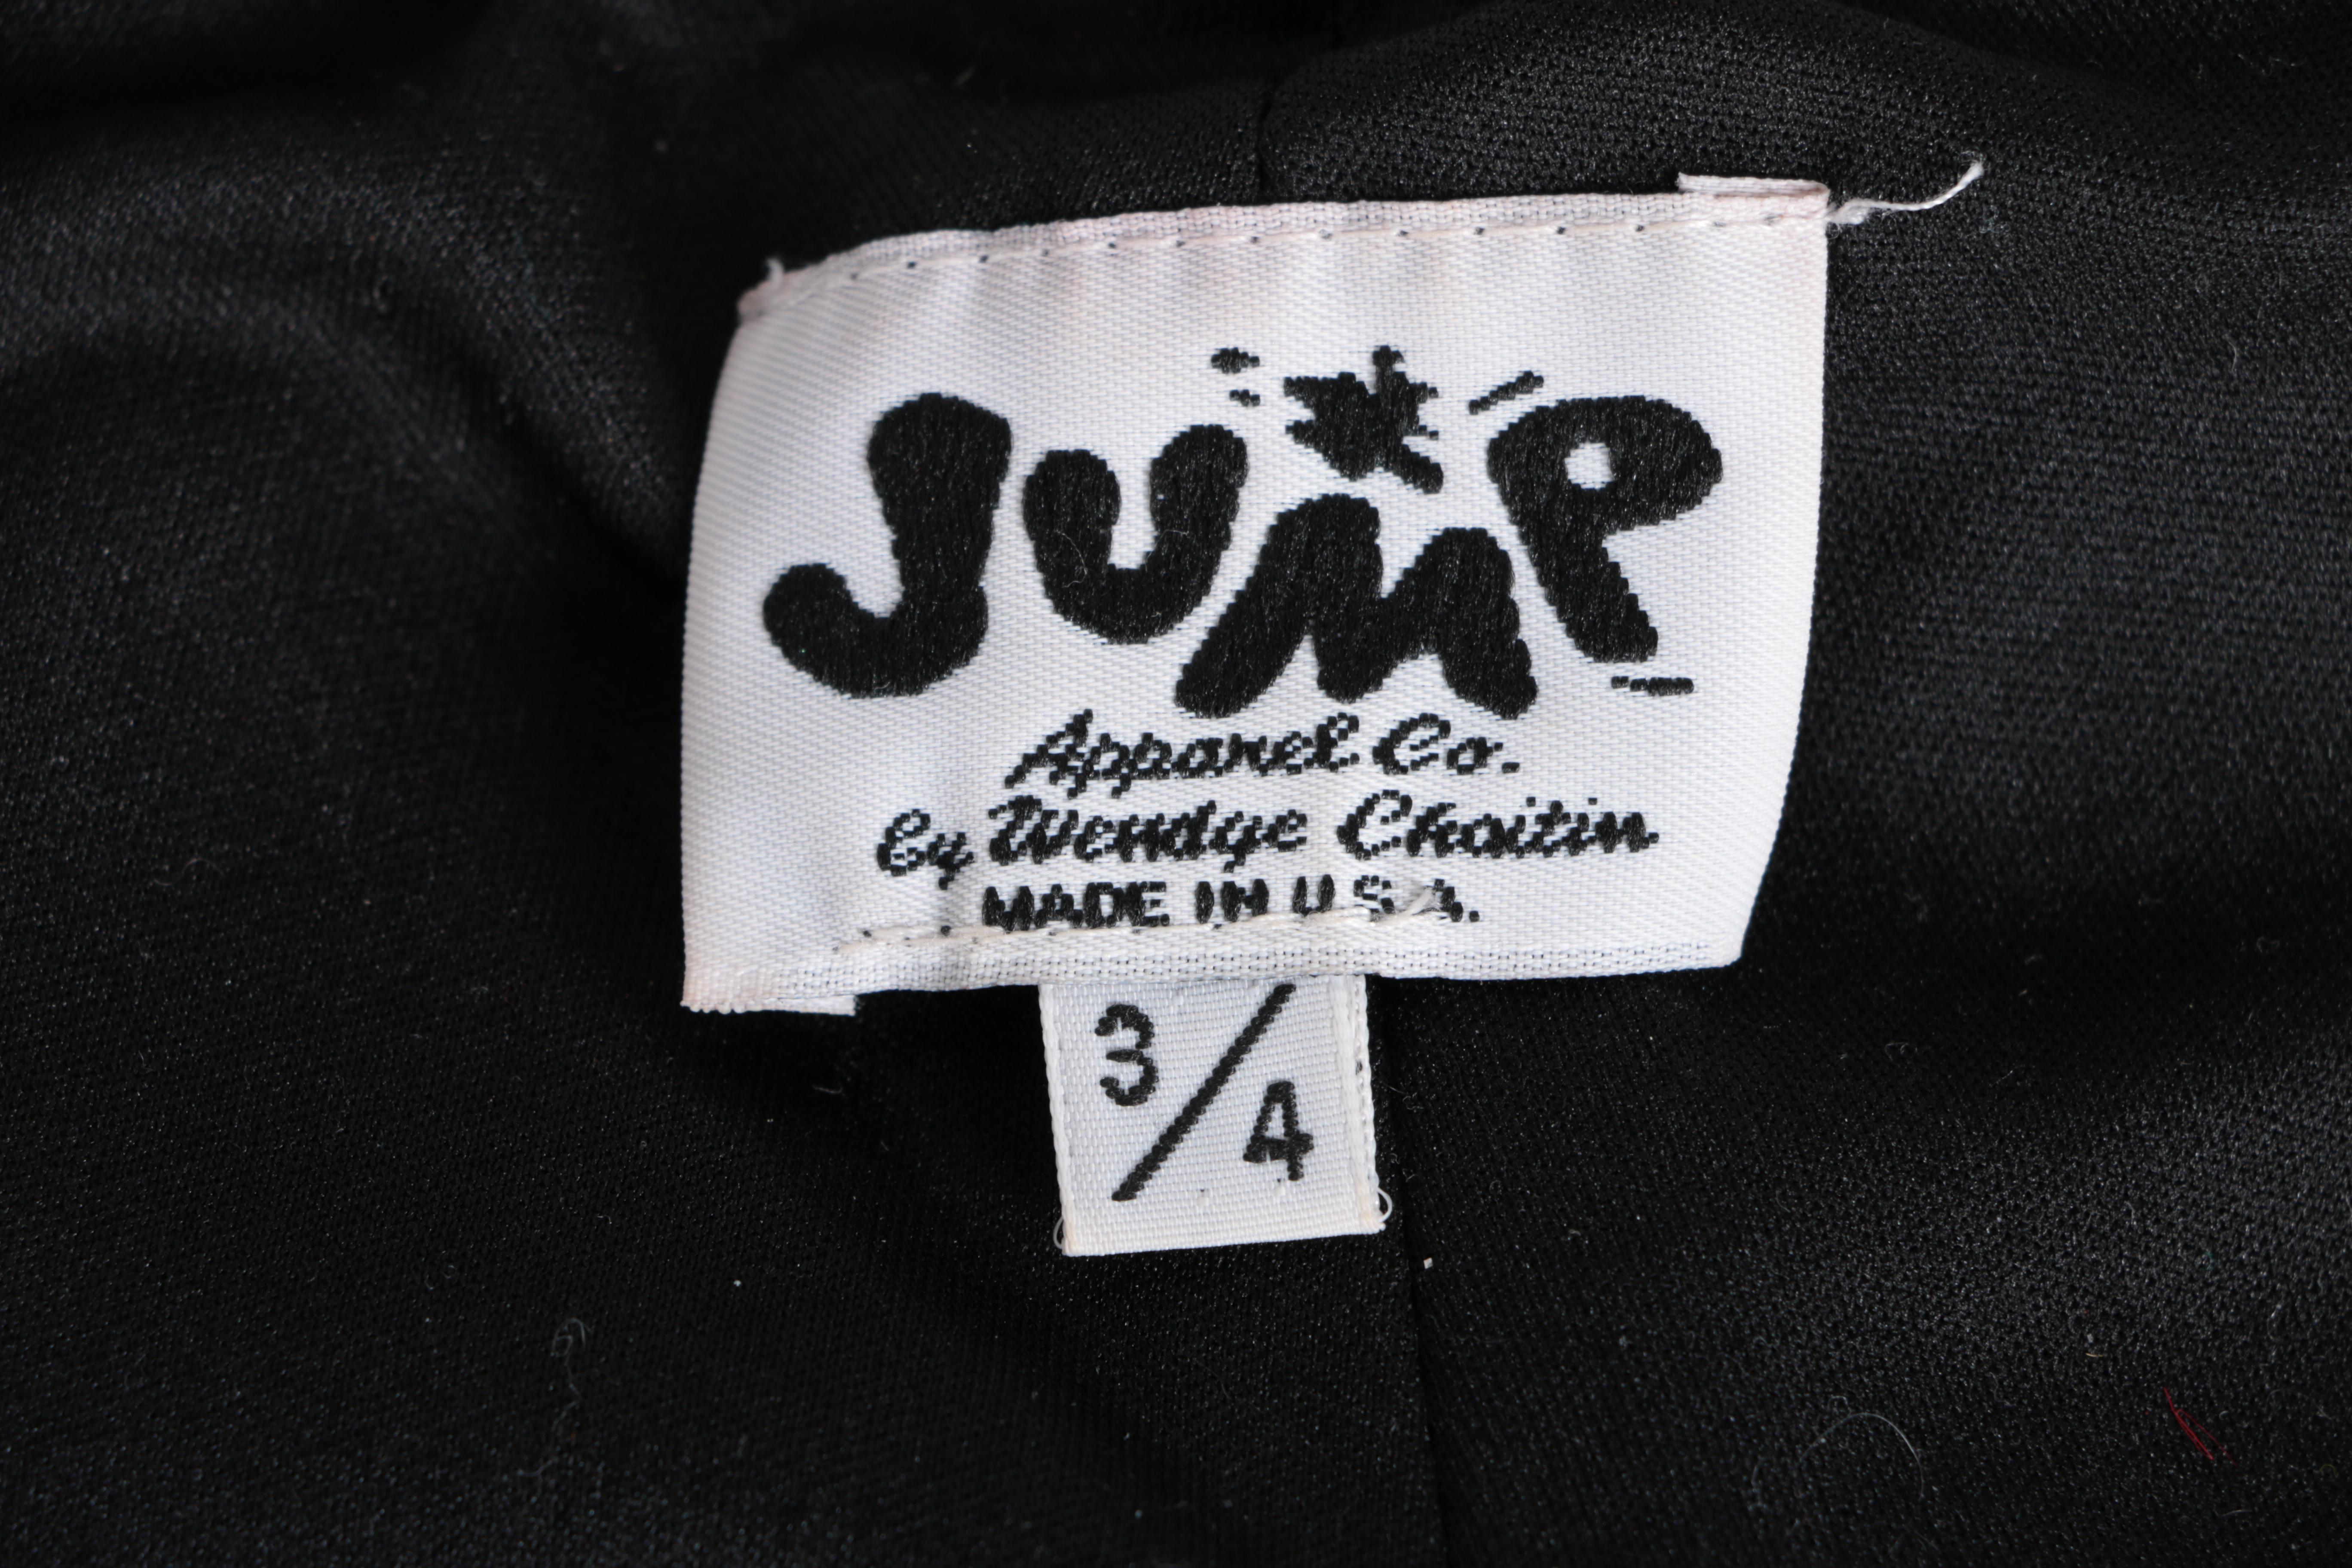 JUMP
Apparel Co.
by Wendye Chaitin
MADE IN U.S.A.
3/4